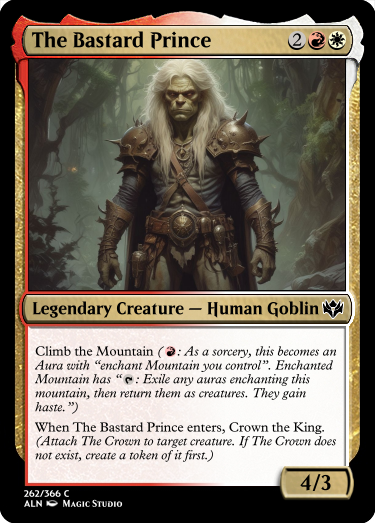 The Bastard Prince 2
Legendary Creature — Human Goblin
Climb the Mountain ( : As a sorcery, this becomes an
Aura with “enchant Mountain you control”. Enchanted
Mountain has “ : Exile any auras enchanting this
mountain, then return them as creatures. They gain
haste.”)
When The Bastard Prince enters, Crown the King.
(Attach The Crown to target creature. If The Crown does
not exist, create a token of it first.)
4/3
262/366 C
ALN Magic Studio